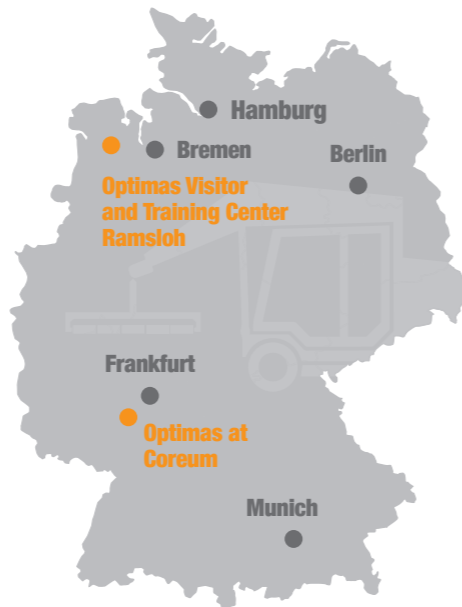 Hamburg
Bremen
Berlin
Optimas Visitor
and Training Center
Ramsloh
Frankfurt
Optimas at
Coreum
Munich